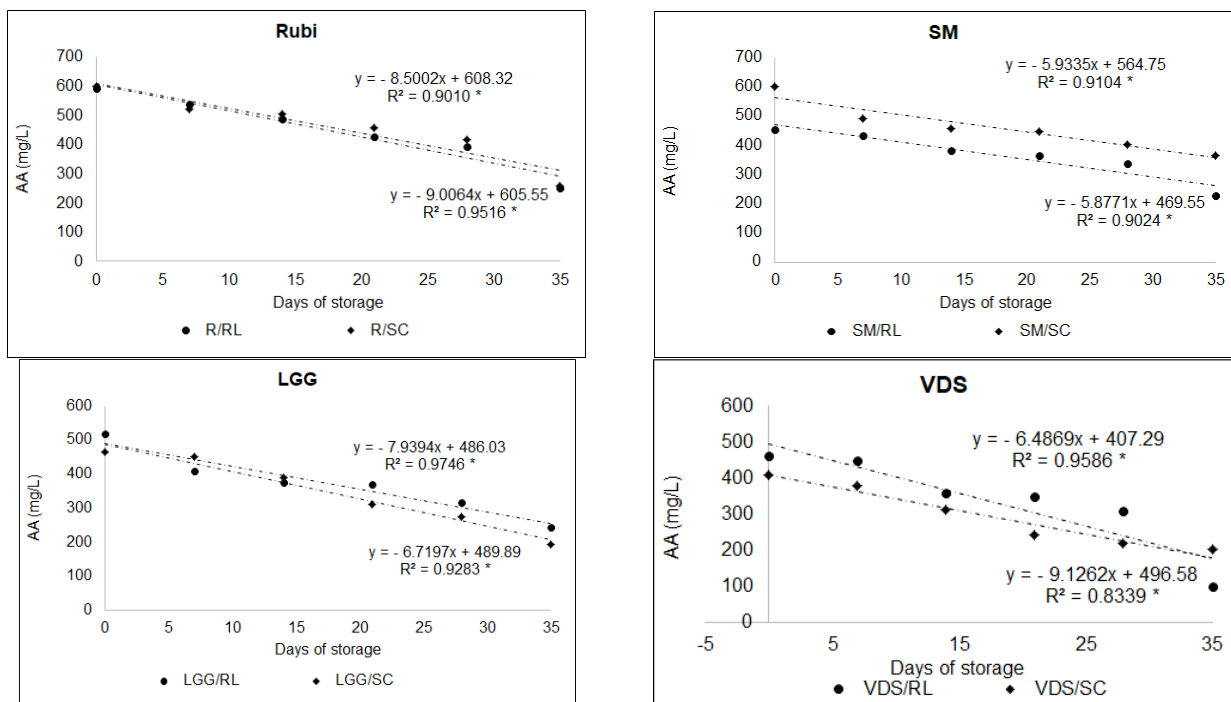 Rubi
700
600
500
400
300
200
100
0
AA (mg/L)
y = - 8.5002x + 608.32
R² = 0.9010 *
y = - 9.0064x + 605.55
R² = 0.9516 *
0 5 10 15 20 25 30 35
Days of storage
R/RL R/SC
SM
700
600
500
400
300
200
100
0
AA (mg/L)
y = - 5.9335x + 564.75
R² = 0.9104 *
y = - 5.8771x + 469.55
R² = 0.9024 *
0 5 10 15 20 25 30 35
Days of storage
SM/RL SM/SC
LGG
600
500
400
300
200
100
0
AA (mg/L)
y = - 7.9394x + 486.03
R² = 0.9746 *
y = - 6.7197x + 489.89
R² = 0.9283 *
0 5 10 15 20 25 30 35
Days of storage
LGG/RL LGG/SC
VDS
600
500
400
300
200
100
0
AA (mg/L)
y = - 6.4869x + 407.29
R² = 0.9586 *
y = - 9.1262x + 496.58
R² = 0.8339 *
-5 5 15 25 35
Days of storage
VDS/RL VDS/SC